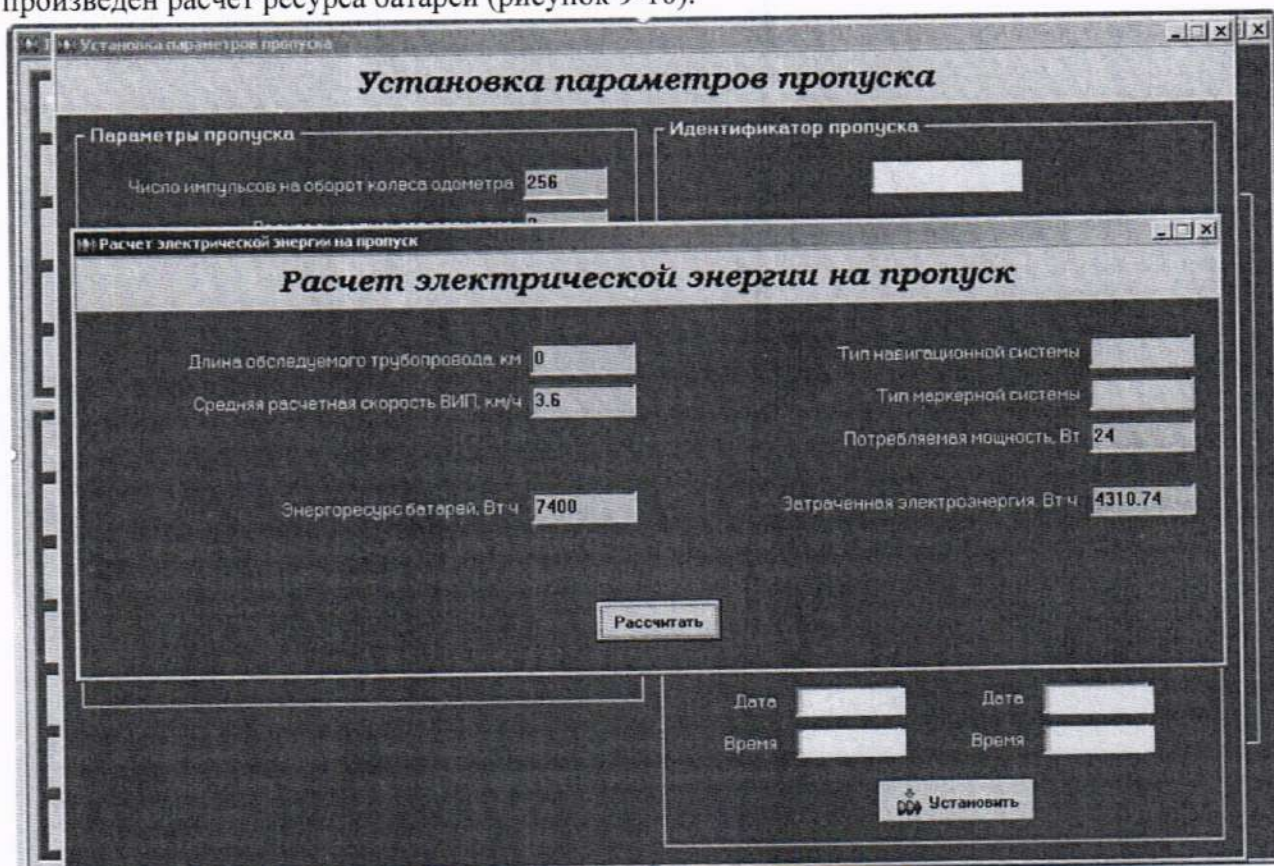 произведен расчет ресурса батарей (рисунок 9-10).
Установка параметров пропуска
Установка параметров пропуска
Параметры пропуска
Идентификатор пропуска
Число импульсов на оборот колеса одометра 256
Расчет электрической энергии на пропуск
Расчет электрической энергии на пропуск
Длина обследуемого трубопровода, км 0
Тип навигационной системы
Средняя расчетная скорость ВИП, км/ч 3.6
Тип маркерной системы
Потребляемая мощность, Вт 24
Энергоресурс батарей, Вт ч 7400
Затраченная электроэнергия, Вт ч 4310.74
Рассчитать
Дата Дата
Время Время
Установить